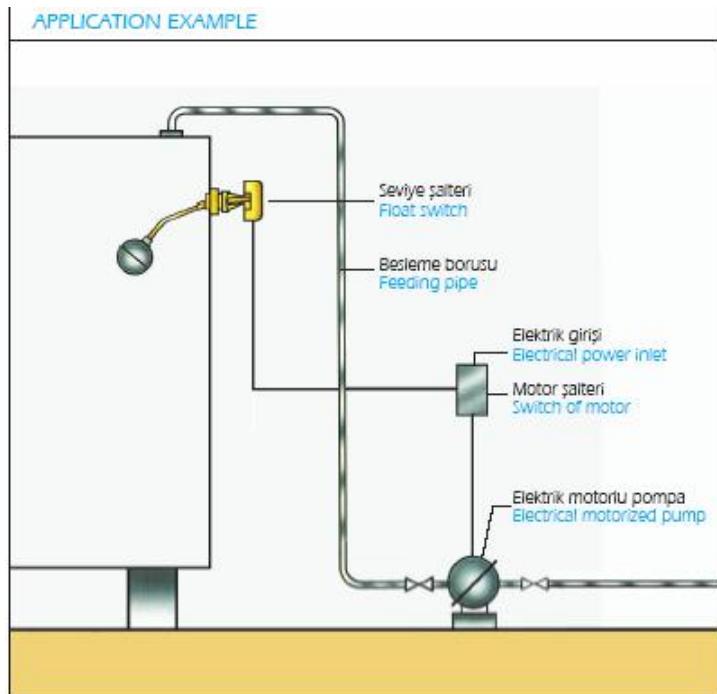 APPLICATION EXAMPLE
Seviye şalteri
Float switch
Besleme borusu
Feeding pipe
Elektrik girişi
Electrical power inlet
Motor şalteri
Switch of motor
Elektrik motorlu pompa
Electrical motorized pump